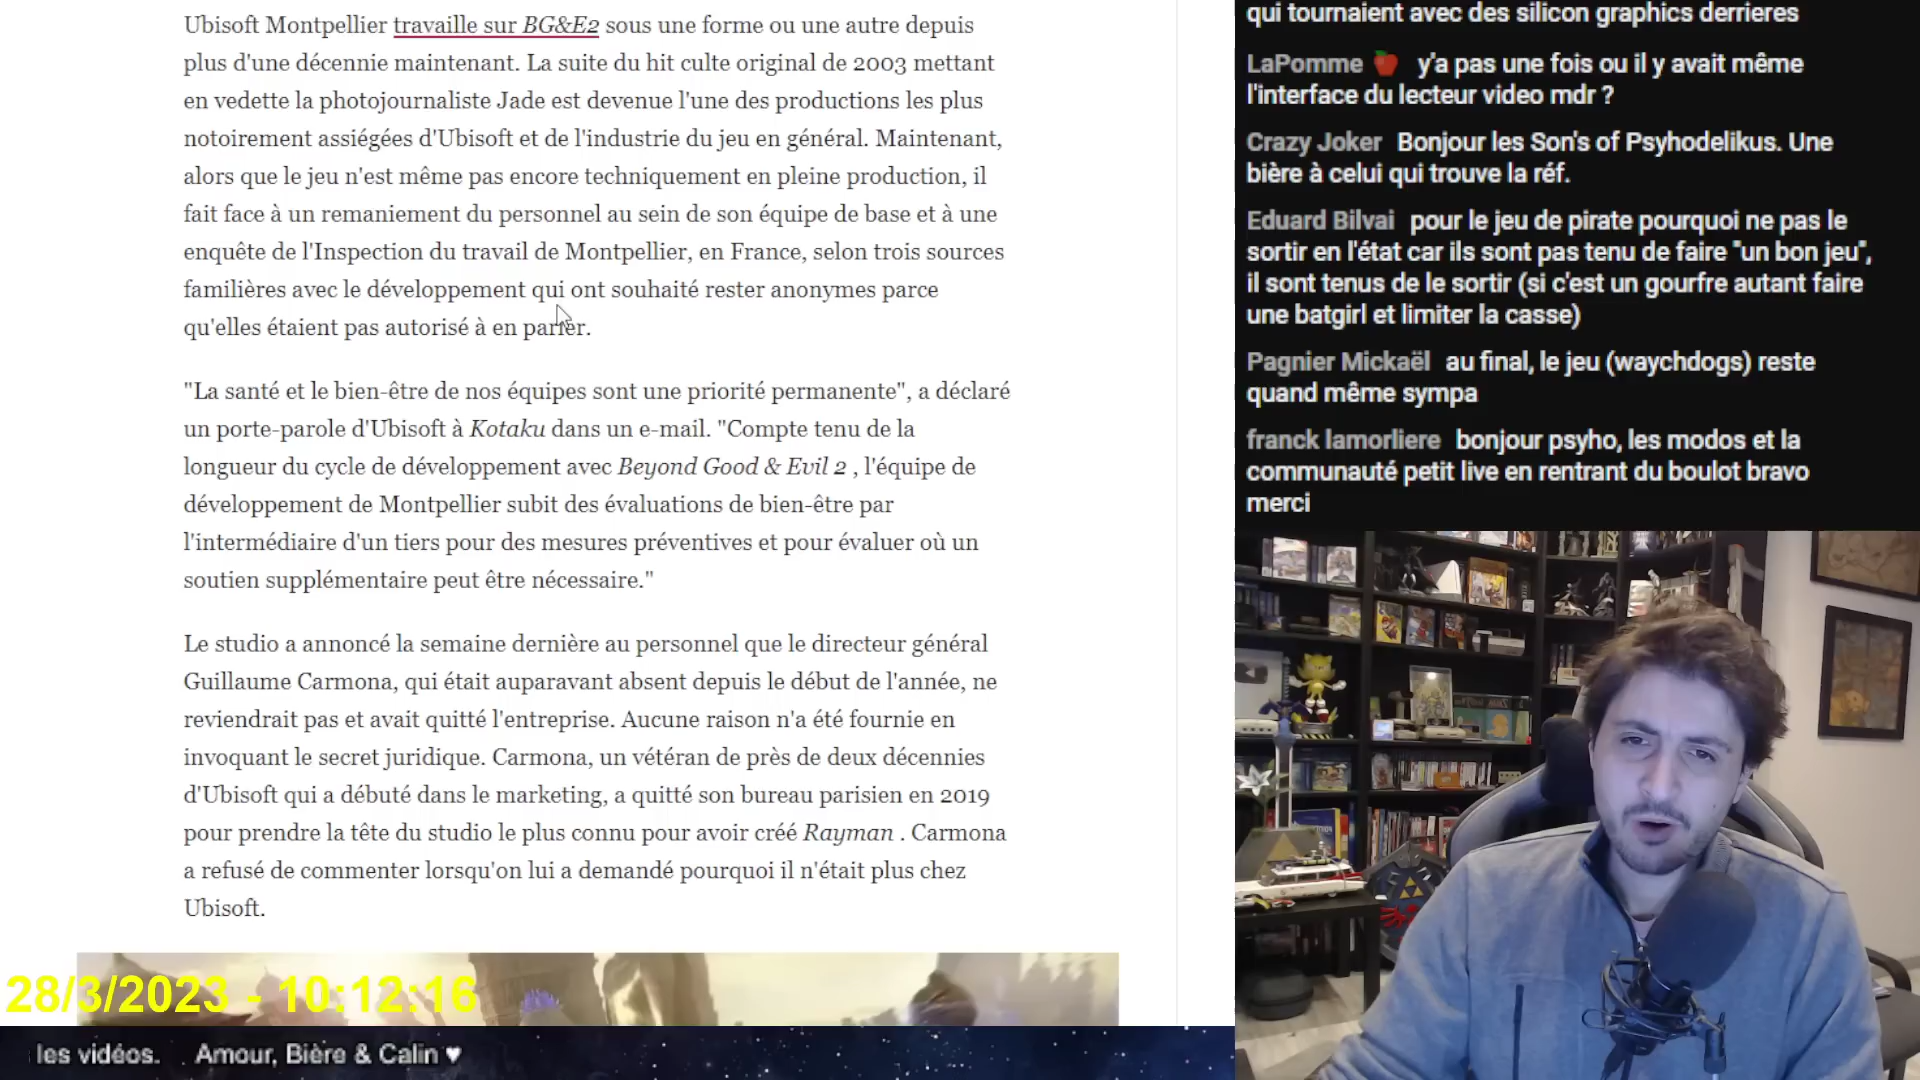 Ubisoft Montpellier travaille sur BG&E2 sous une forme ou une autre depuis
plus d'une décennie maintenant. La suite du hit culte original de 2003 mettant
en vedette la photojournaliste Jade est devenue l'une des productions les plus
notoirement assiégées d'Ubisoft et de l'industrie du jeu en général. Maintenant,
alors que le jeu n'est même pas encore techniquement en pleine production, il
fait face à un remaniement du personnel au sein de son équipe de base et à une
enquête de l'Inspection du travail de Montpellier, en France, selon trois sources
familières avec le développement qui ont souhaité rester anonymes parce
qu'elles étaient pas autorisé à en parler.
"La santé et le bien-être de nos équipes sont une priorité permanente", a déclaré
un porte-parole d'Ubisoft à Kotaku dans un e-mail. "Compte tenu de la
longueur du cycle de développement avec Beyond Good & Evil 2 , l'équipe de
développement de Montpellier subit des évaluations de bien-être par
l'intermédiaire d'un tiers pour des mesures préventives et pour évaluer où un
soutien supplémentaire peut être nécessaire."
Le studio a annoncé la semaine dernière au personnel que le directeur général
Guillaume Carmona, qui était auparavant absent depuis le début de l'année, ne
reviendrait pas et avait quitté l'entreprise. Aucune raison n'a été fournie en
invoquant le secret juridique. Carmona, un vétéran de près de deux décennies
d'Ubisoft qui a débuté dans le marketing, a quitté son bureau parisien en 2019
pour prendre la tête du studio le plus connu pour avoir créé Rayman . Carmona
a refusé de commenter lorsqu'on lui a demandé pourquoi il n'était plus chez
Ubisoft.
28/3/2023 - 10:12:16
les vidéos. Amour, Bière & Calin ♥
qui tournaient avec des silicon graphics derrieres
LaPomme 🍎 y'a pas une fois ou il y avait même
l'interface du lecteur video mdr ?
Crazy Joker Bonjour les Son's of Psyhodelikus. Une
bière à celui qui trouve la réf.
Eduard Bilvai pour le jeu de pirate pourquoi ne pas le
sortir en l'état car ils sont pas tenu de faire "un bon jeu",
il sont tenus de le sortir (si c'est un gourfre autant faire
une batgirl et limiter la casse)
Pagnier Mickaël au final, le jeu (waychdogs) reste
quand même sympa
franck lamorliere bonjour psyho, les modos et la
communauté petit live en rentrant du boulot bravo
merci